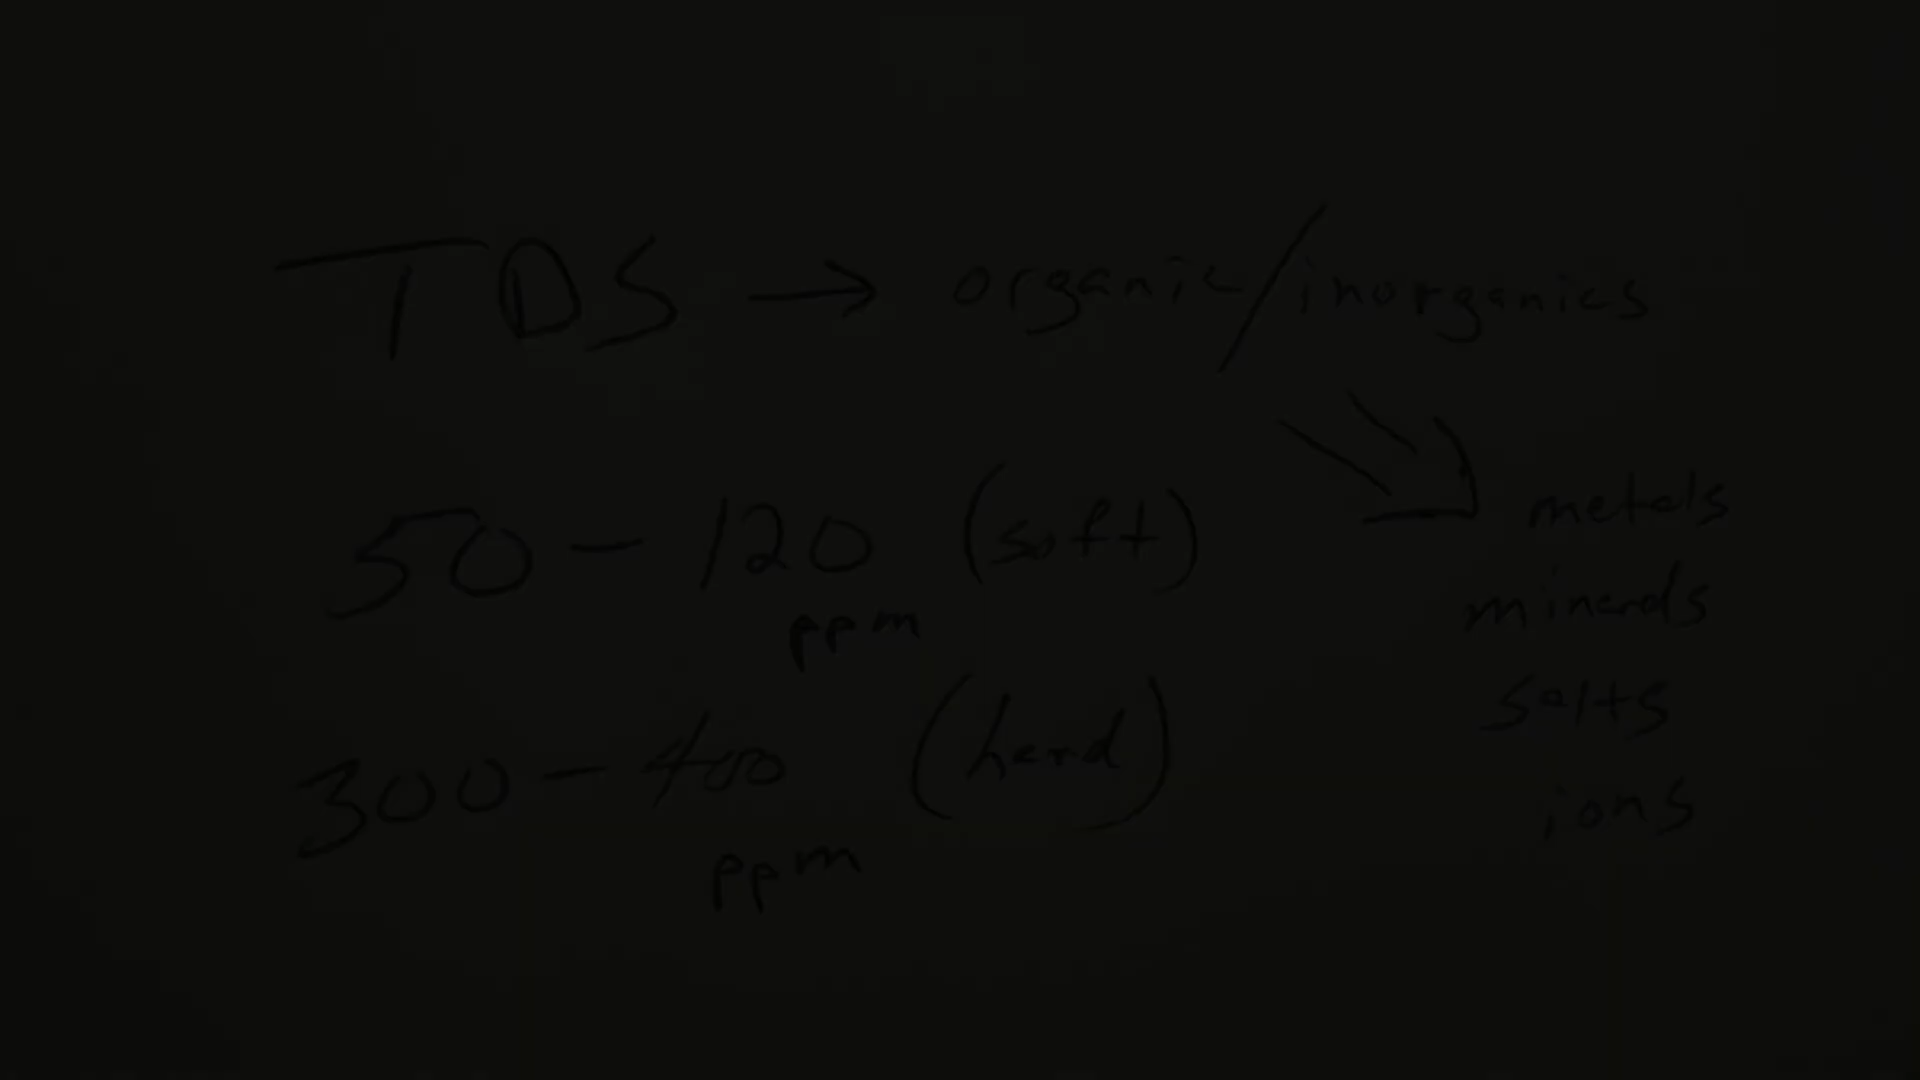 TDS → organic/inorganics
50 - 120 (soft)
ppm
300 - 400 (hard)
ppm
metals
minerals
salts
ions